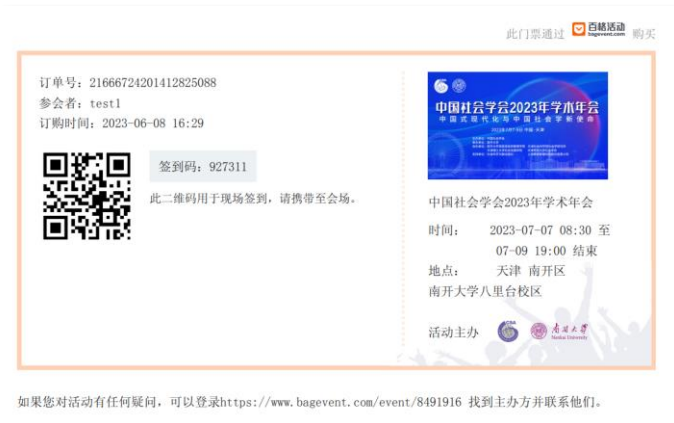 此门票通过 百格活动 bagevent.com 购买
订单号：21666724201412825088
参会者：test1
订购时间：2023-06-08 16:29
签到码：927311
此二维码用于现场签到，请携带至会场。
中国社会学会2023年学术年会
中国式现代化与中国社会学新使命
中国社会学会2023年学术年会
时间： 2023-07-07 08:30 至
07-09 19:00 结束
地点： 天津 南开区
南开大学八里台校区
活动主办 南开大学 Nankai University
如果您对活动有任何疑问，可以登录https://www.bagevent.com/event/8491916 找到主办方并联系他们。